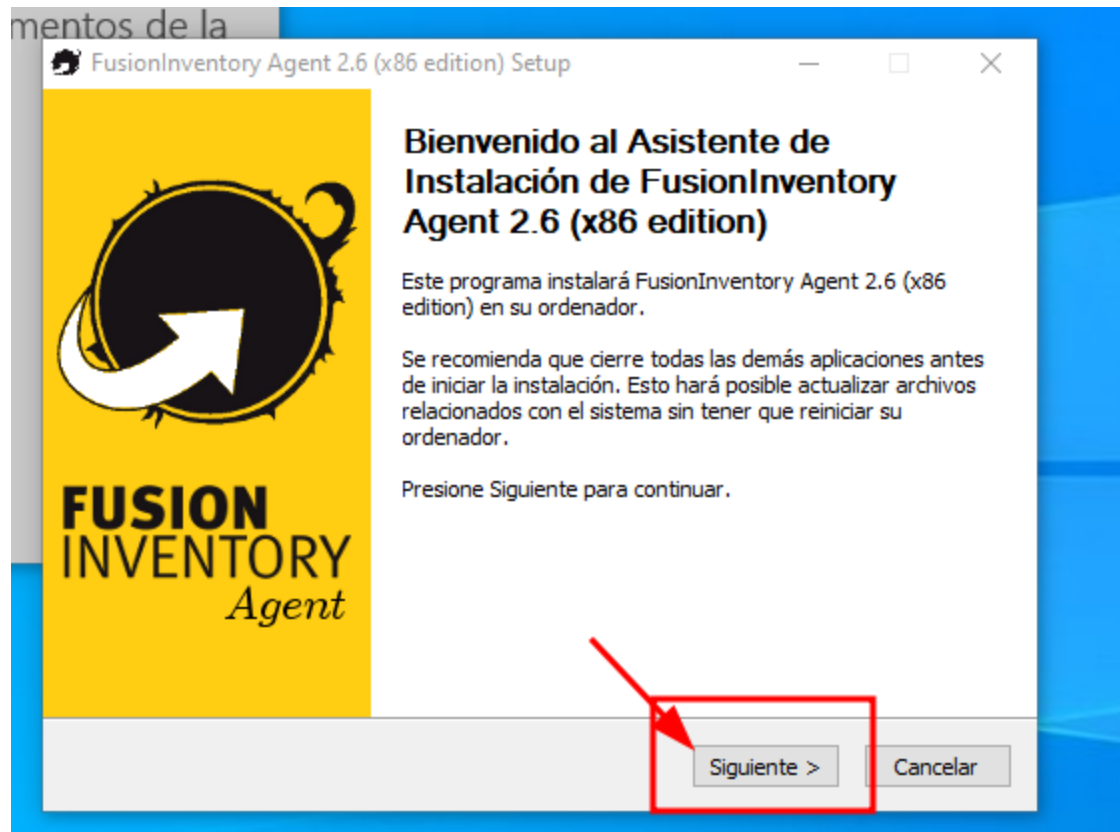 mentos de la
FusionInventory Agent 2.6 (x86 edition) Setup
Bienvenido al Asistente de
Instalación de FusionInventory
Agent 2.6 (x86 edition)
Este programa instalará FusionInventory Agent 2.6 (x86
edition) en su ordenador.
Se recomienda que cierre todas las demás aplicaciones antes
de iniciar la instalación. Esto hará posible actualizar archivos
relacionados con el sistema sin tener que reiniciar su
ordenador.
Presione Siguiente para continuar.
FUSION
INVENTORY
Agent
Siguiente >
Cancelar